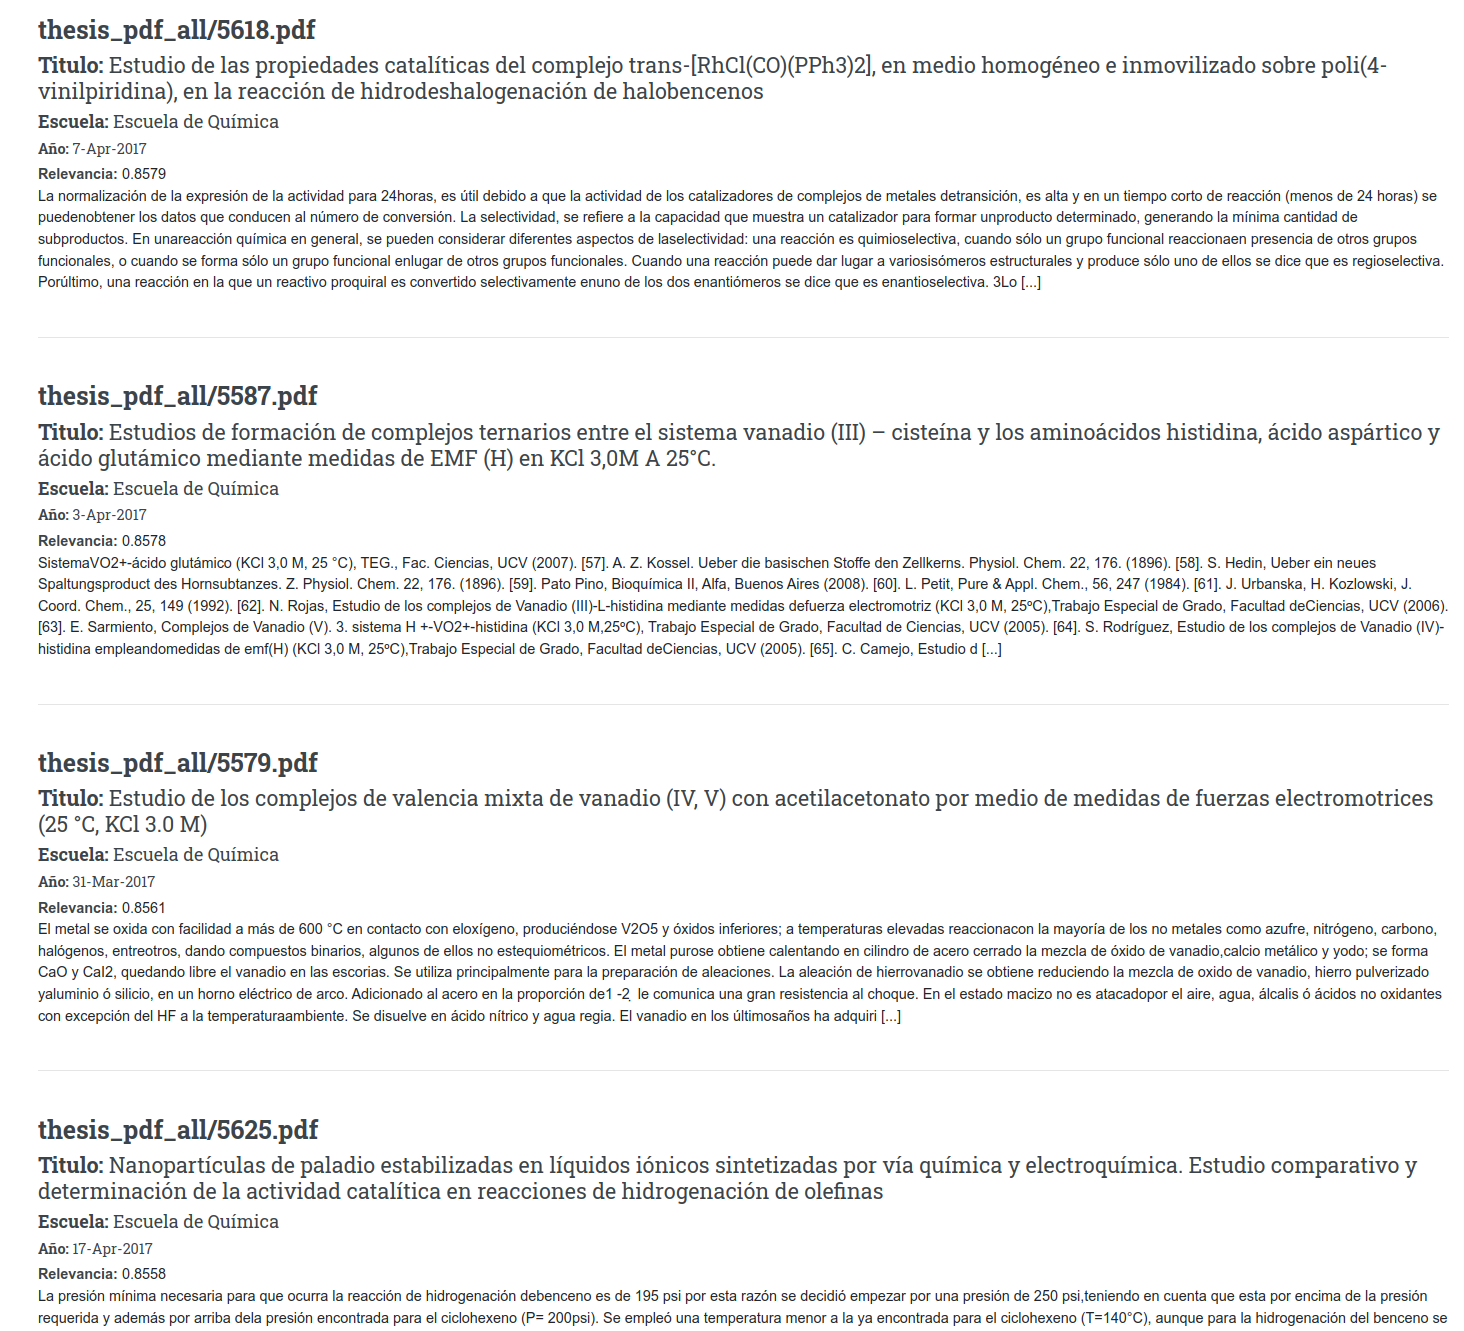 thesis_pdf_all/5618.pdf
Titulo: Estudio de las propiedades catalíticas del complejo trans-[RhCl(CO)(PPh3)2], en medio homogéneo e inmovilizado sobre poli(4-
vinilpiridina), en la reacción de hidrodeshalogenación de halobencenos
Escuela: Escuela de Química
Año: 7-Apr-2017
Relevancia: 0.8579
La normalización de la expresión de la actividad para 24horas, es útil debido a que la actividad de los catalizadores de complejos de metales detransición, es alta y en un tiempo corto de reacción (menos de 24 horas) se
puedenobtener los datos que conducen al número de conversión. La selectividad, se refiere a la capacidad que muestra un catalizador para formar unproducto determinado, generando la mínima cantidad de
subproductos. En unareacción química en general, se pueden considerar diferentes aspectos de laselectividad: una reacción es quimioselectiva, cuando sólo un grupo funcional reaccionaen presencia de otros grupos
funcionales, o cuando se forma sólo un grupo funcional enlugar de otros grupos funcionales. Cuando una reacción puede dar lugar a variosisómeros estructurales y produce sólo uno de ellos se dice que es regioselectiva.
Porúltimo, una reacción en la que un reactivo proquiral es convertido selectivamente enuno de los dos enantiómeros se dice que es enantioselectiva. 3Lo [...]
thesis_pdf_all/5587.pdf
Titulo: Estudios de formación de complejos ternarios entre el sistema vanadio (III) – cisteína y los aminoácidos histidina, ácido aspártico y
ácido glutámico mediante medidas de EMF (H) en KCl 3,0M A 25°C.
Escuela: Escuela de Química
Año: 3-Apr-2017
Relevancia: 0.8578
SistemaVO2+-ácido glutámico (KCl 3,0 M, 25 °C), TEG., Fac. Ciencias, UCV (2007). [57]. A. Z. Kossel. Ueber die basischen Stoffe den Zellkerns. Physiol. Chem. 22, 176. (1896). [58]. S. Hedin, Ueber ein neues
Spaltungsproduct des Hornsubtanzes. Z. Physiol. Chem. 22, 176. (1896). [59]. Pato Pino, Bioquímica II, Alfa, Buenos Aires (2008). [60]. L. Petit, Pure & Appl. Chem., 56, 247 (1984). [61]. J. Urbanska, H. Kozlowski, J.
Coord. Chem., 25, 149 (1992). [62]. N. Rojas, Estudio de los complejos de Vanadio (III)-L-histidina mediante medidas defuerza electromotriz (KCl 3,0 M, 25ºC),Trabajo Especial de Grado, Facultad deCiencias, UCV (2006).
[63]. E. Sarmiento, Complejos de Vanadio (V). 3. sistema H +-VO2+-histidina (KCl 3,0 M,25ºC), Trabajo Especial de Grado, Facultad de Ciencias, UCV (2005). [64]. S. Rodríguez, Estudio de los complejos de Vanadio (IV)-
histidina empleandomedidas de emf(H) (KCl 3,0 M, 25ºC),Trabajo Especial de Grado, Facultad deCiencias, UCV (2005). [65]. C. Camejo, Estudio d [...]
thesis_pdf_all/5579.pdf
Titulo: Estudio de los complejos de valencia mixta de vanadio (IV, V) con acetilacetonato por medio de medidas de fuerzas electromotrices
(25 °C, KCl 3.0 M)
Escuela: Escuela de Química
Año: 31-Mar-2017
Relevancia: 0.8561
El metal se oxida con facilidad a más de 600 °C en contacto con eloxígeno, produciéndose V2O5 y óxidos inferiores; a temperaturas elevadas reaccionacon la mayoría de los no metales como azufre, nitrógeno, carbono,
halógenos, entreotros, dando compuestos binarios, algunos de ellos no estequiométricos. El metal purose obtiene calentando en cilindro de acero cerrado la mezcla de óxido de vanadio,calcio metálico y yodo; se forma
CaO y CaI2, quedando libre el vanadio en las escorias. Se utiliza principalmente para la preparación de aleaciones. La aleación de hierrovanadio se obtiene reduciendo la mezcla de oxido de vanadio, hierro pulverizado
yaluminio ó silicio, en un horno eléctrico de arco. Adicionado al acero en la proporción de1 -2, le comunica una gran resistencia al choque. En el estado macizo no es atacadopor el aire, agua, álcalis ó ácidos no oxidantes
con excepción del HF a la temperaturaambiente. Se disuelve en ácido nítrico y agua regia. El vanadio en los últimosaños ha adquiri [...]
thesis_pdf_all/5625.pdf
Titulo: Nanopartículas de paladio estabilizadas en líquidos iónicos sintetizadas por vía química y electroquímica. Estudio comparativo y
determinación de la actividad catalítica en reacciones de hidrogenación de olefinas
Escuela: Escuela de Química
Año: 17-Apr-2017
Relevancia: 0.8558
La presión mínima necesaria para que ocurra la reacción de hidrogenación debenceno es de 195 psi por esta razón se decidió empezar por una presión de 250 psi,teniendo en cuenta que esta por encima de la presión
requerida y además por arriba dela presión encontrada para el ciclohexeno (P= 200psi). Se empleó una temperatura menor a la ya encontrada para el ciclohexeno (T=140°C), aunque para la hidrogenación del benceno se